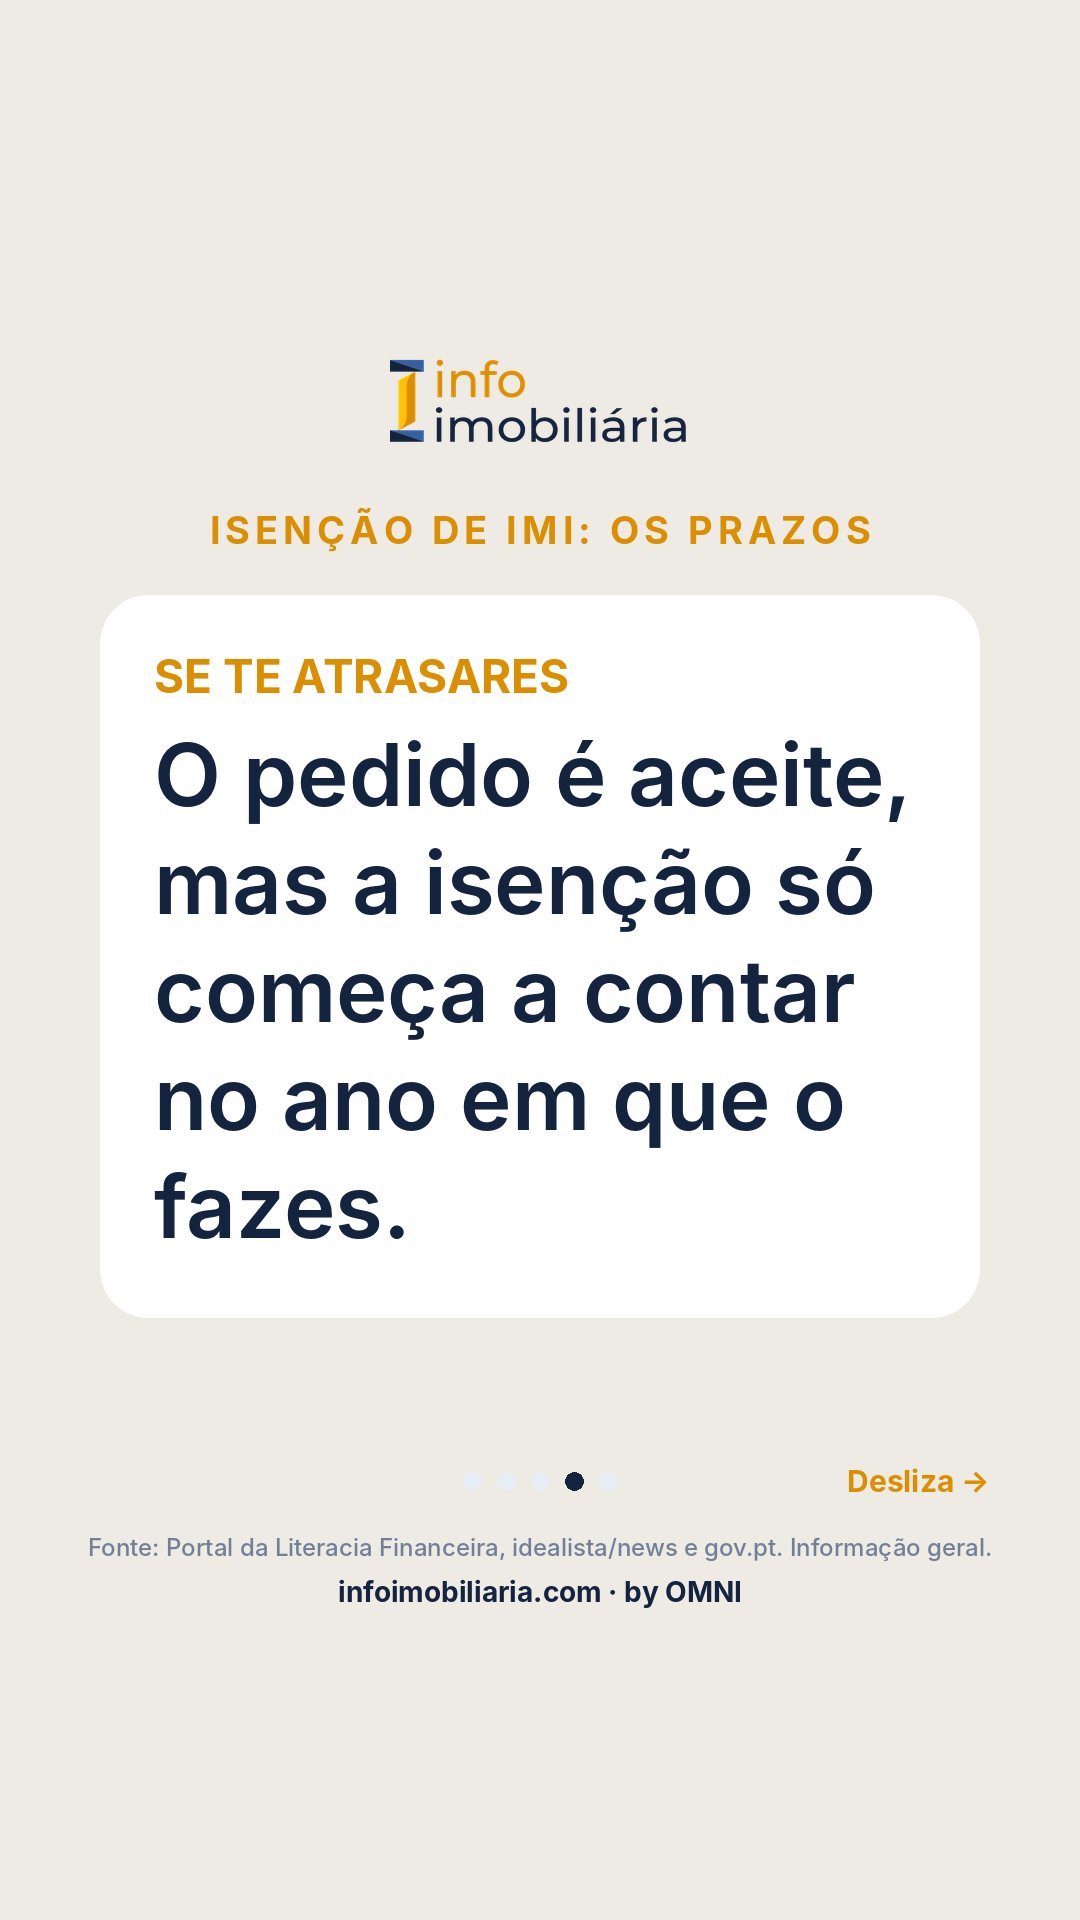 info
imobiliária
ISENÇÃO DE IMI: OS PRAZOS
SE TE ATRASARES
O pedido é aceite,
mas a isenção só
começa a contar
no ano em que o
fazes.
Desliza →
Fonte: Portal da Literacia Financeira, idealista/news e gov.pt. Informação geral.
infoimobiliaria.com · by OMNI